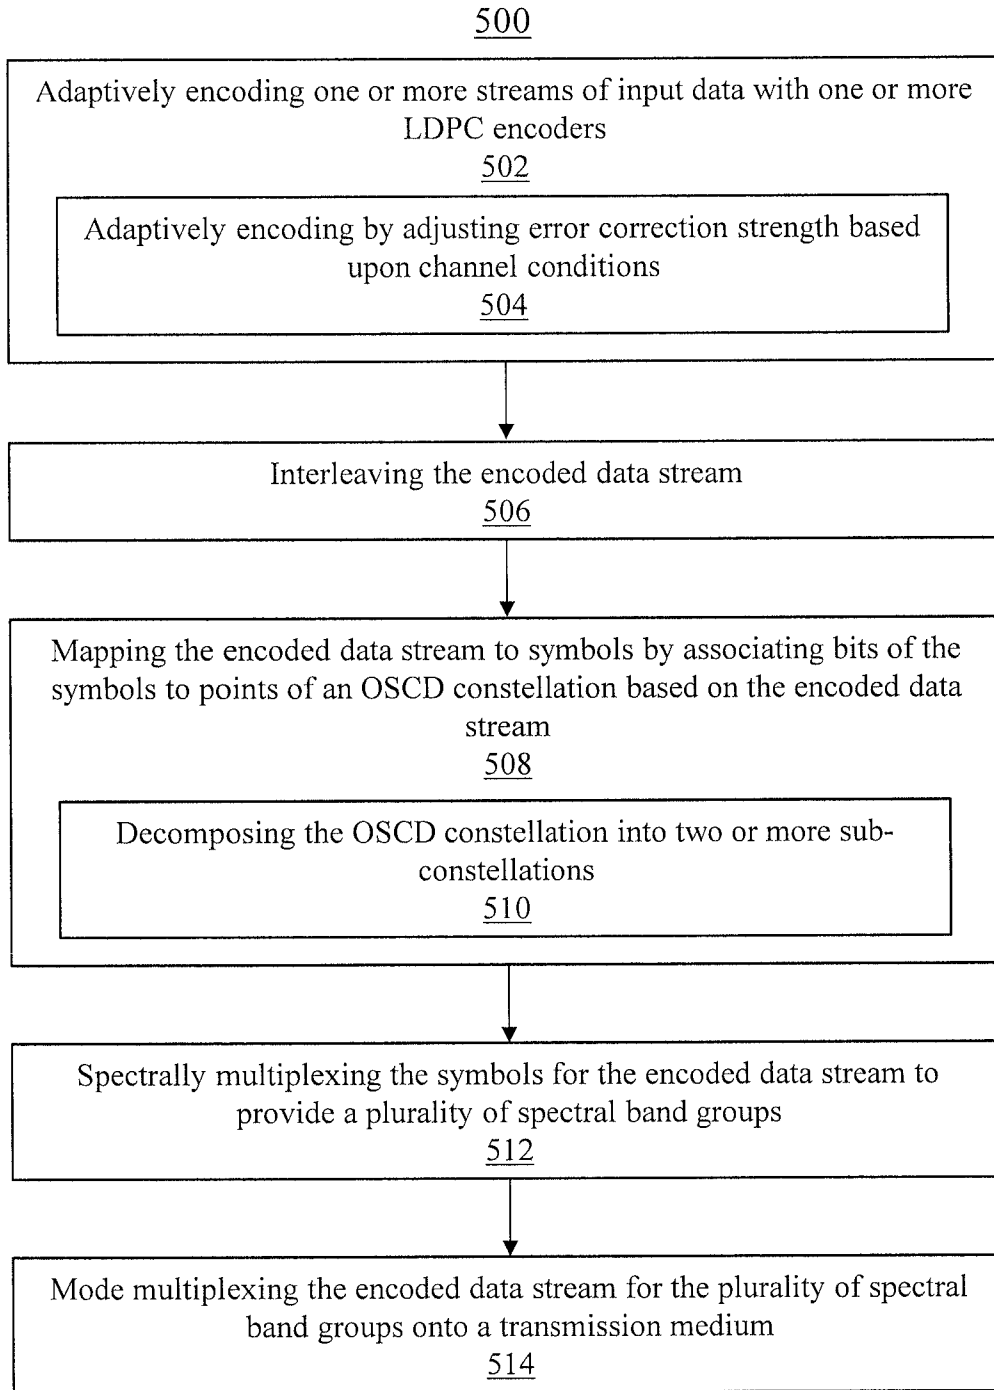 500
Adaptively encoding one or more streams of input data with one or more
LDPC encoders
502
Adaptively encoding by adjusting error correction strength based
upon channel conditions
504
Interleaving the encoded data stream
506
Mapping the encoded data stream to symbols by associating bits of the
symbols to points of an OSCD constellation based on the encoded data
stream
508
Decomposing the OSCD constellation into two or more sub-
constellations
510
Spectrally multiplexing the symbols for the encoded data stream to
provide a plurality of spectral band groups
512
Mode multiplexing the encoded data stream for the plurality of spectral
band groups onto a transmission medium
514